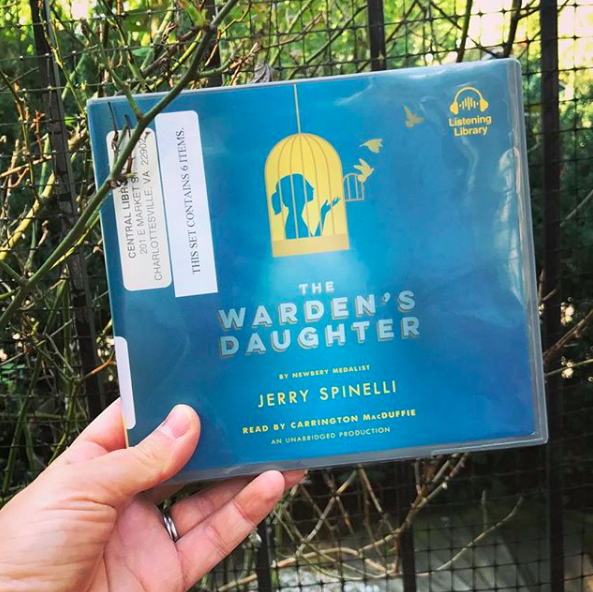 Listening
Library
CENTRAL LIBR
201 E MARKET S
CHARLOTTESVILLE, VA 22902
THIS SET CONTAINS 6 ITEMS.
THE
WARDEN'S
DAUGHTER
BY NEWBERY MEDALIST
JERRY SPINELLI
READ BY CARRINGTON MACDUFFIE
AN UNABRIDGED PRODUCTION